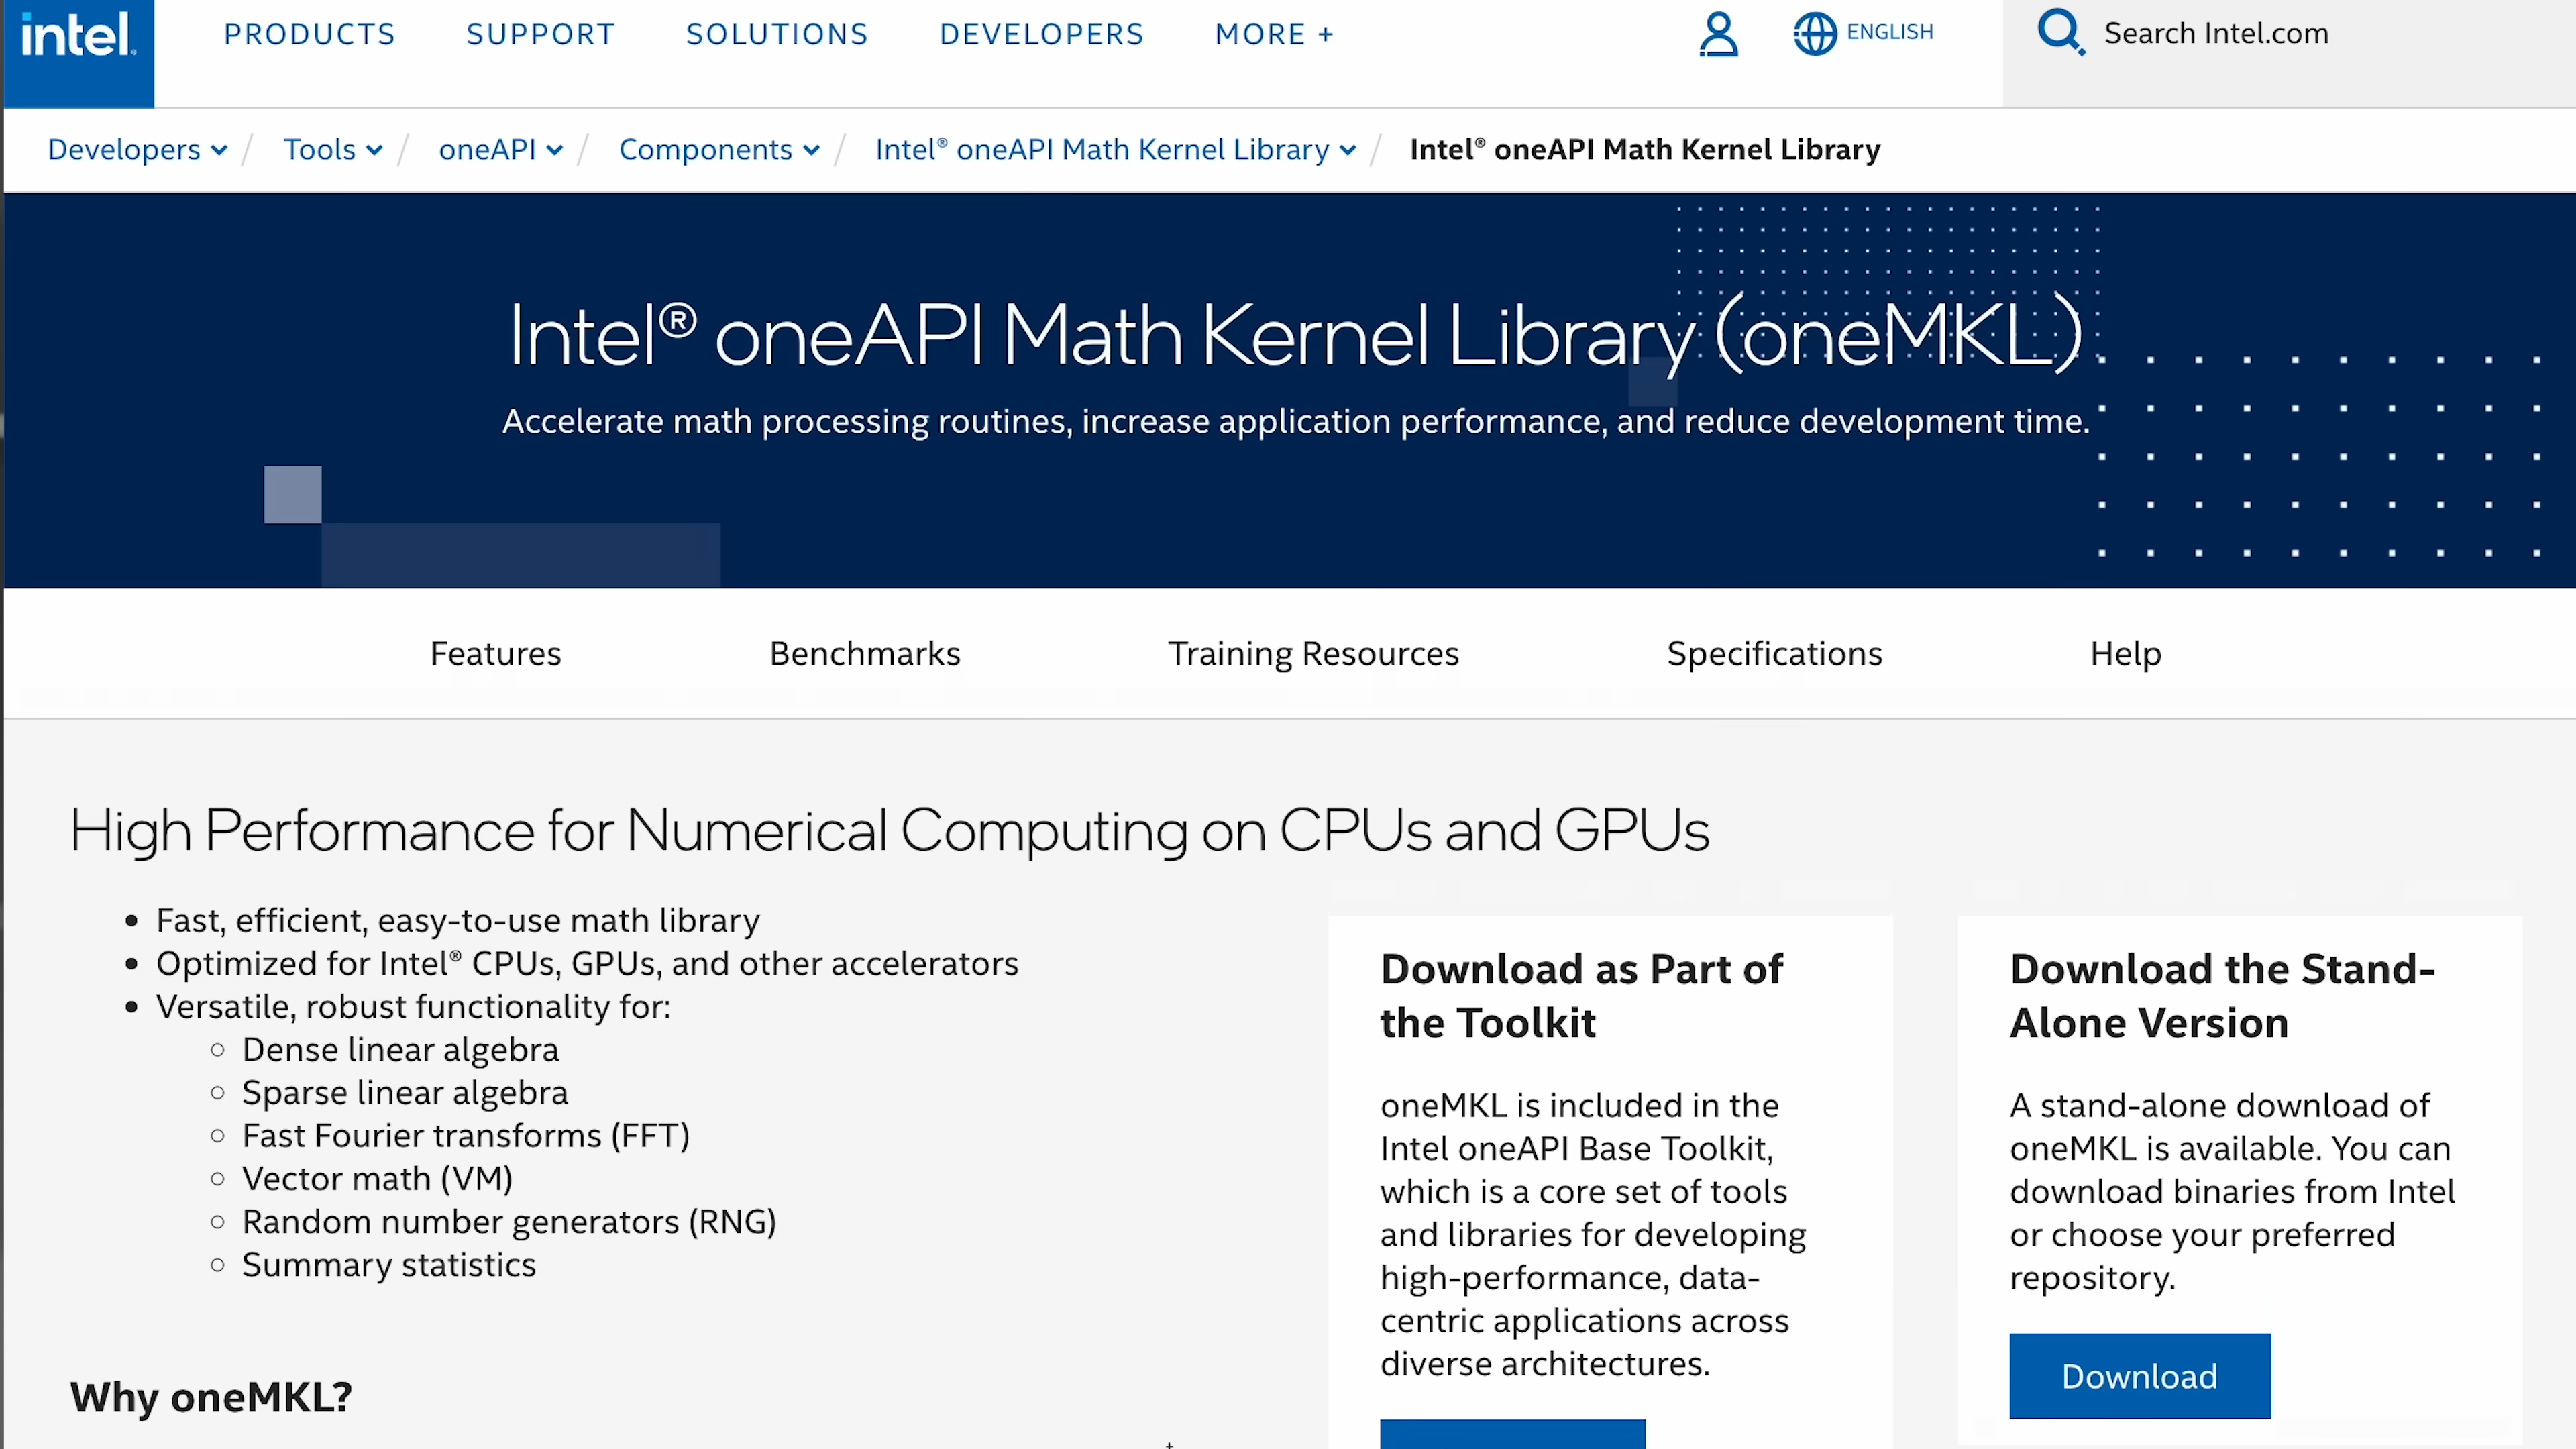 intel.
PRODUCTS
SUPPORT
SOLUTIONS
DEVELOPERS
MORE +
ENGLISH
Search Intel.com
Developers / Tools / oneAPI / Components / Intel® oneAPI Math Kernel Library / Intel® oneAPI Math Kernel Library
Intel® oneAPI Math Kernel Library (oneMKL)
Accelerate math processing routines, increase application performance, and reduce development time.
Features
Benchmarks
Training Resources
Specifications
Help
High Performance for Numerical Computing on CPUs and GPUs
• Fast, efficient, easy-to-use math library
• Optimized for Intel® CPUs, GPUs, and other accelerators
• Versatile, robust functionality for:
○ Dense linear algebra
○ Sparse linear algebra
○ Fast Fourier transforms (FFT)
○ Vector math (VM)
○ Random number generators (RNG)
○ Summary statistics
Why oneMKL?
Download as Part of
the Toolkit
oneMKL is included in the
Intel oneAPI Base Toolkit,
which is a core set of tools
and libraries for developing
high-performance, data-
centric applications across
diverse architectures.
Download the Stand-
Alone Version
A stand-alone download of
oneMKL is available. You can
download binaries from Intel
or choose your preferred
repository.
Download